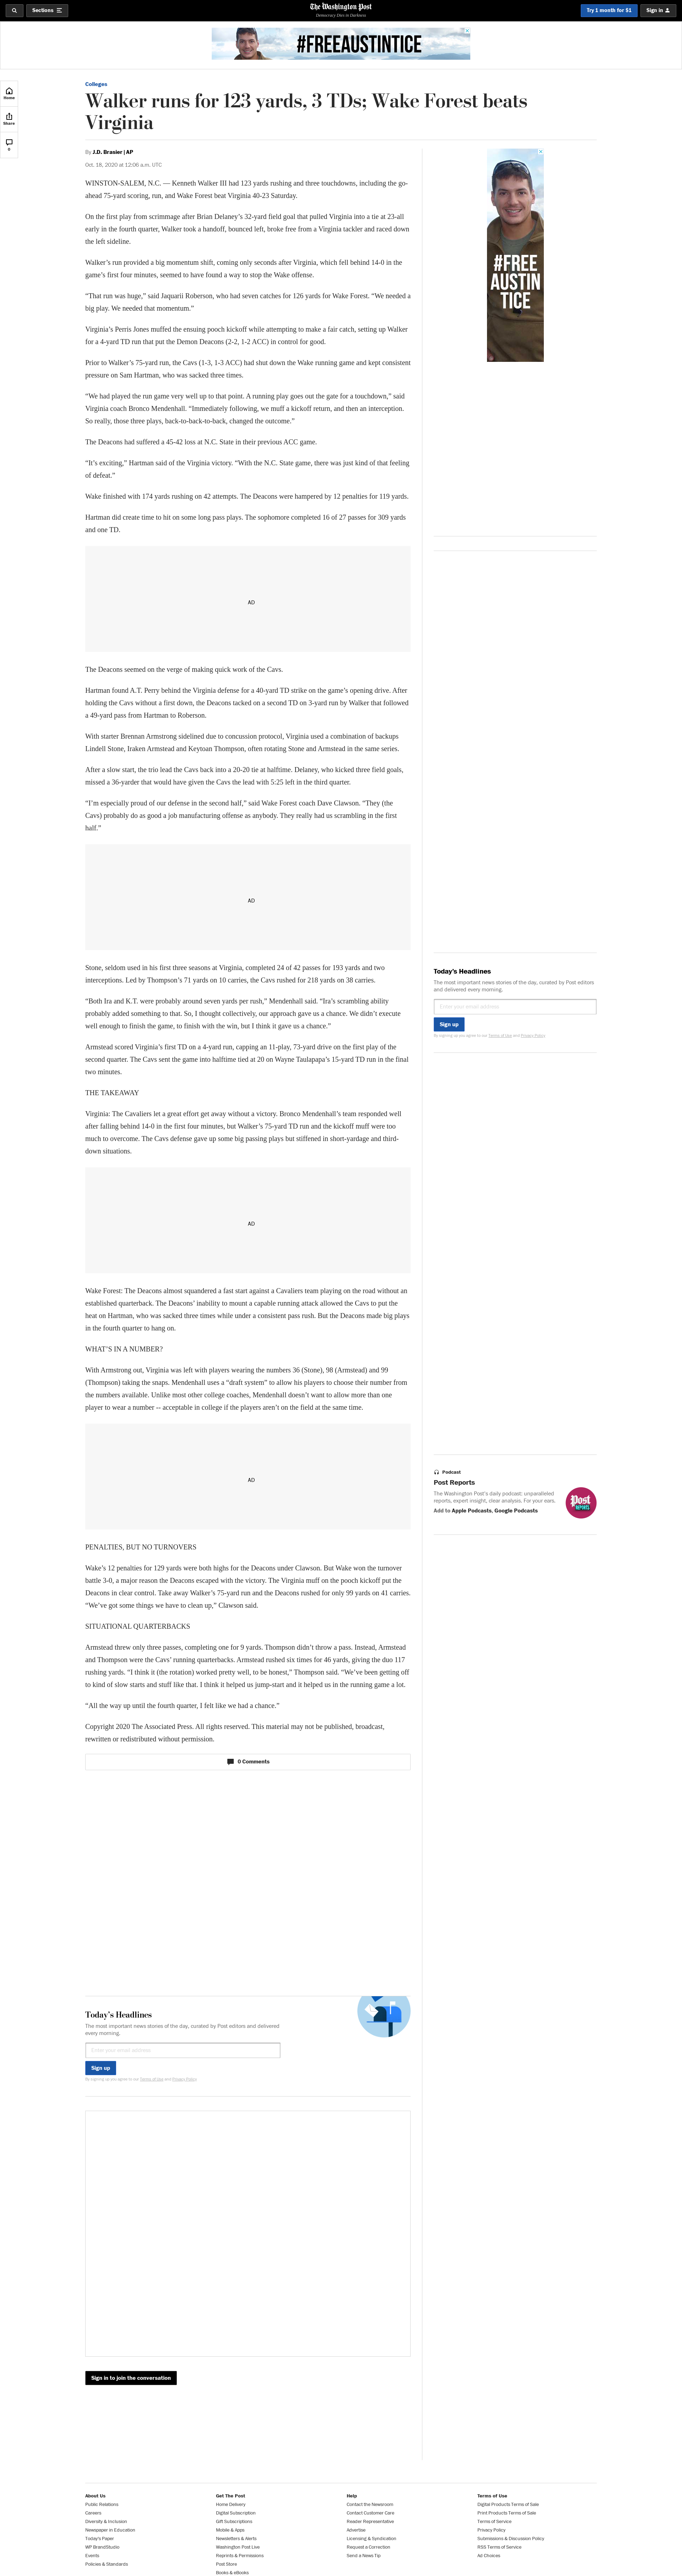 Sections
The Washington Post
Democracy Dies in Darkness
Try 1 month for $1
Sign in
#FREEAUSTINTICE
Home
Share
0
Colleges
Walker runs for 123 yards, 3 TDs; Wake Forest beats
Virginia
By J.D. Brasier | AP
Oct. 18, 2020 at 12:06 a.m. UTC
WINSTON-SALEM, N.C. — Kenneth Walker III had 123 yards rushing and three touchdowns, including the go-
ahead 75-yard scoring, run, and Wake Forest beat Virginia 40-23 Saturday.
On the first play from scrimmage after Brian Delaney’s 32-yard field goal that pulled Virginia into a tie at 23-all
early in the fourth quarter, Walker took a handoff, bounced left, broke free from a Virginia tackler and raced down
the left sideline.
Walker’s run provided a big momentum shift, coming only seconds after Virginia, which fell behind 14-0 in the
game’s first four minutes, seemed to have found a way to stop the Wake offense.
“That run was huge,” said Jaquarii Roberson, who had seven catches for 126 yards for Wake Forest. “We needed a
big play. We needed that momentum.”
Virginia’s Perris Jones muffed the ensuing pooch kickoff while attempting to make a fair catch, setting up Walker
for a 4-yard TD run that put the Demon Deacons (2-2, 1-2 ACC) in control for good.
Prior to Walker’s 75-yard run, the Cavs (1-3, 1-3 ACC) had shut down the Wake running game and kept consistent
pressure on Sam Hartman, who was sacked three times.
“We had played the run game very well up to that point. A running play goes out the gate for a touchdown,” said
Virginia coach Bronco Mendenhall. “Immediately following, we muff a kickoff return, and then an interception.
So really, those three plays, back-to-back-to-back, changed the outcome.”
The Deacons had suffered a 45-42 loss at N.C. State in their previous ACC game.
“It’s exciting,” Hartman said of the Virginia victory. “With the N.C. State game, there was just kind of that feeling
of defeat.”
Wake finished with 174 yards rushing on 42 attempts. The Deacons were hampered by 12 penalties for 119 yards.
Hartman did create time to hit on some long pass plays. The sophomore completed 16 of 27 passes for 309 yards
and one TD.
AD
The Deacons seemed on the verge of making quick work of the Cavs.
Hartman found A.T. Perry behind the Virginia defense for a 40-yard TD strike on the game’s opening drive. After
holding the Cavs without a first down, the Deacons tacked on a second TD on 3-yard run by Walker that followed
a 49-yard pass from Hartman to Roberson.
With starter Brennan Armstrong sidelined due to concussion protocol, Virginia used a combination of backups
Lindell Stone, Iraken Armstead and Keytoan Thompson, often rotating Stone and Armstead in the same series.
After a slow start, the trio lead the Cavs back into a 20-20 tie at halftime. Delaney, who kicked three field goals,
missed a 36-yarder that would have given the Cavs the lead with 5:25 left in the third quarter.
“I’m especially proud of our defense in the second half,” said Wake Forest coach Dave Clawson. “They (the
Cavs) probably do as good a job manufacturing offense as anybody. They really had us scrambling in the first
half.”
AD
Stone, seldom used in his first three seasons at Virginia, completed 24 of 42 passes for 193 yards and two
interceptions. Led by Thompson’s 71 yards on 10 carries, the Cavs rushed for 218 yards on 38 carries.
“Both Ira and K.T. were probably around seven yards per rush,” Mendenhall said. “Ira’s scrambling ability
probably added something to that. So, I thought collectively, our approach gave us a chance. We didn’t execute
well enough to finish the game, to finish with the win, but I think it gave us a chance.”
Armstead scored Virginia’s first TD on a 4-yard run, capping an 11-play, 73-yard drive on the first play of the
second quarter. The Cavs sent the game into halftime tied at 20 on Wayne Taulapapa’s 15-yard TD run in the final
two minutes.
THE TAKEAWAY
Virginia: The Cavaliers let a great effort get away without a victory. Bronco Mendenhall’s team responded well
after falling behind 14-0 in the first four minutes, but Walker’s 75-yard TD run and the kickoff muff were too
much to overcome. The Cavs defense gave up some big passing plays but stiffened in short-yardage and third-
down situations.
AD
Wake Forest: The Deacons almost squandered a fast start against a Cavaliers team playing on the road without an
established quarterback. The Deacons’ inability to mount a capable running attack allowed the Cavs to put the
heat on Hartman, who was sacked three times while under a consistent pass rush. But the Deacons made big plays
in the fourth quarter to hang on.
WHAT’S IN A NUMBER?
With Armstrong out, Virginia was left with players wearing the numbers 36 (Stone), 98 (Armstead) and 99
(Thompson) taking the snaps. Mendenhall uses a “draft system” to allow his players to choose their number from
the numbers available. Unlike most other college coaches, Mendenhall doesn’t want to allow more than one
player to wear a number -- acceptable in college if the players aren’t on the field at the same time.
AD
PENALTIES, BUT NO TURNOVERS
Wake’s 12 penalties for 129 yards were both highs for the Deacons under Clawson. But Wake won the turnover
battle 3-0, a major reason the Deacons escaped with the victory. The Virginia muff on the pooch kickoff put the
Deacons in clear control. Take away Walker’s 75-yard run and the Deacons rushed for only 99 yards on 41 carries.
“We’ve got some things we have to clean up,” Clawson said.
SITUATIONAL QUARTERBACKS
Armstead threw only three passes, completing one for 9 yards. Thompson didn’t throw a pass. Instead, Armstead
and Thompson were the Cavs’ running quarterbacks. Armstead rushed six times for 46 yards, giving the duo 117
rushing yards. “I think it (the rotation) worked pretty well, to be honest,” Thompson said. “We’ve been getting off
to kind of slow starts and stuff like that. I think it helped us jump-start and it helped us in the running game a lot.
“All the way up until the fourth quarter, I felt like we had a chance.”
Copyright 2020 The Associated Press. All rights reserved. This material may not be published, broadcast,
rewritten or redistributed without permission.
0 Comments
Today’s Headlines
The most important news stories of the day, curated by Post editors and delivered
every morning.
Enter your email address
Sign up
By signing up you agree to our Terms of Use and Privacy Policy
Sign in to join the conversation
#FREE
AUSTIN
TICE
Today’s Headlines
The most important news stories of the day, curated by Post editors
and delivered every morning.
Enter your email address
Sign up
By signing up you agree to our Terms of Use and Privacy Policy
Podcast
Post Reports
The Washington Post’s daily podcast: unparalleled
reports, expert insight, clear analysis. For your ears.
Add to Apple Podcasts, Google Podcasts
Post
REPORTS
About Us
Public Relations
Careers
Diversity & Inclusion
Newspaper in Education
Today’s Paper
WP BrandStudio
Events
Policies & Standards
Get The Post
Home Delivery
Digital Subscription
Gift Subscriptions
Mobile & Apps
Newsletters & Alerts
Washington Post Live
Reprints & Permissions
Post Store
Books & eBooks
Help
Contact the Newsroom
Contact Customer Care
Reader Representative
Advertise
Licensing & Syndication
Request a Correction
Send a News Tip
Terms of Use
Digital Products Terms of Sale
Print Products Terms of Sale
Terms of Service
Privacy Policy
Submissions & Discussion Policy
RSS Terms of Service
Ad Choices